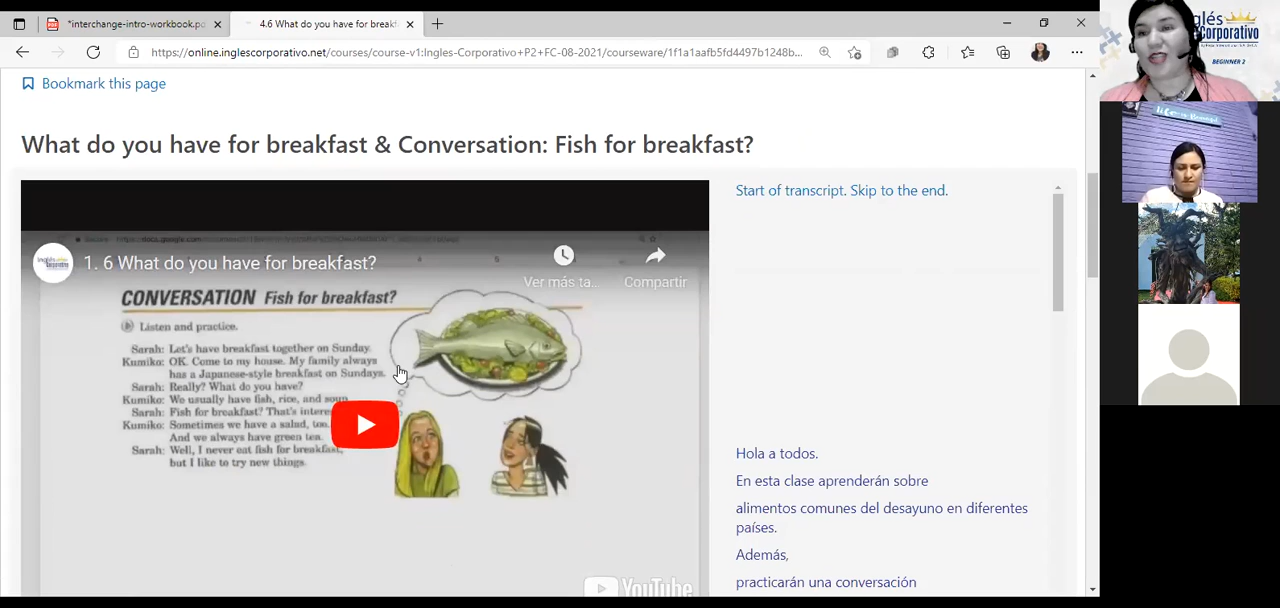 *interchange-intro-workbook.pd
4.6 What do you have for breakf
https://online.inglescorporativo.net/courses/course-v1:Ingles-Corporativo+P2+FC-08-2021/courseware/1f1a1aafb5fd4497b1248b...
Bookmark this page
What do you have for breakfast & Conversation: Fish for breakfast?
1. 6 What do you have for breakfast?
Ver más ta...
Compartir
CONVERSATION Fish for breakfast?
Listen and practice.
Sarah: Let's have breakfast together on Sunday.
Kumiko: OK. Come to my house. My family always
has a Japanese-style breakfast on Sundays.
Sarah: Really? What do you have?
Kumiko: We usually have fish, rice, and soup.
Sarah: Fish for breakfast? That's interes
Kumiko: Sometimes we have a salad, too.
And we always have green tea.
Sarah: Well, I never eat fish for breakfast,
but I like to try new things.
YouTube
Start of transcript. Skip to the end.
Hola a todos.
En esta clase aprenderán sobre
alimentos comunes del desayuno en diferentes
países.
Además,
practicarán una conversación
glés
Corporativo
BEGINNER 2